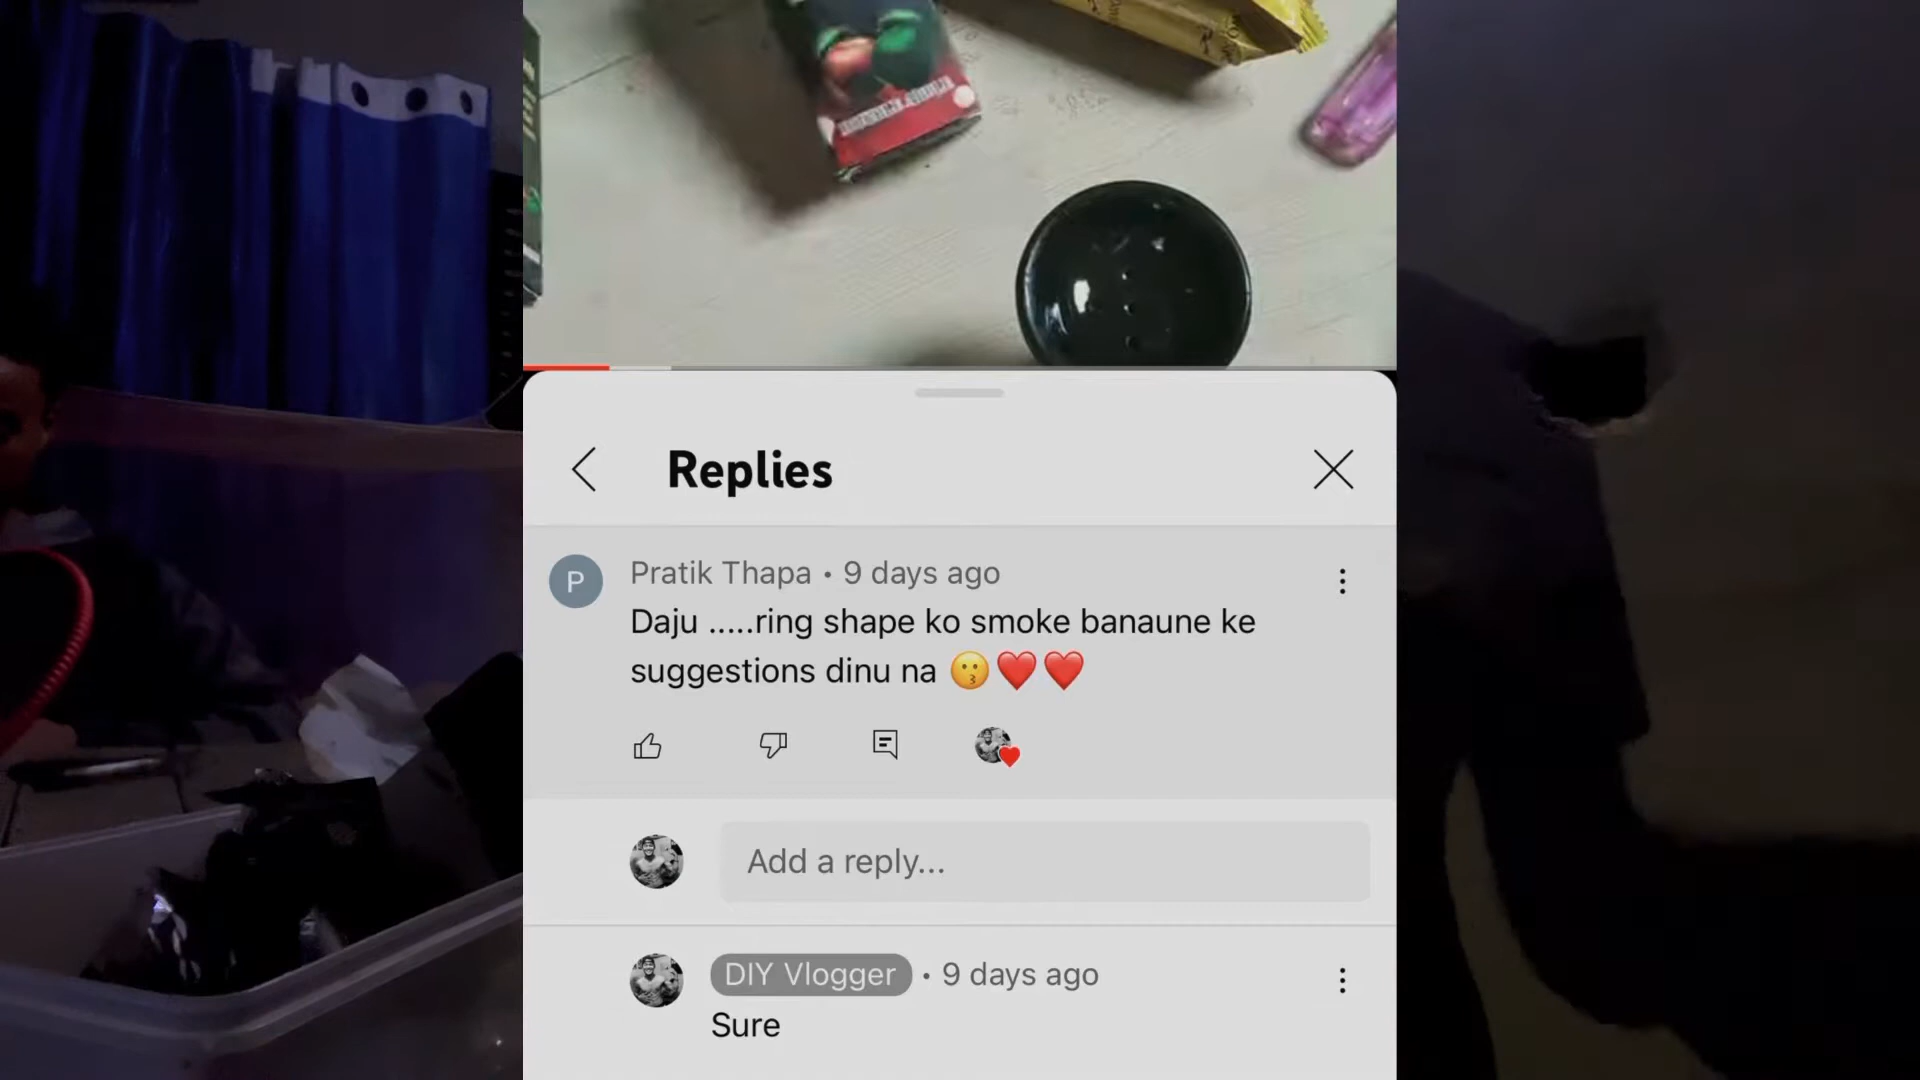 Replies
P
Pratik Thapa • 9 days ago
Daju .....ring shape ko smoke banaune ke
suggestions dinu na 😗❤️❤️
Add a reply...
DIY Vlogger • 9 days ago
Sure